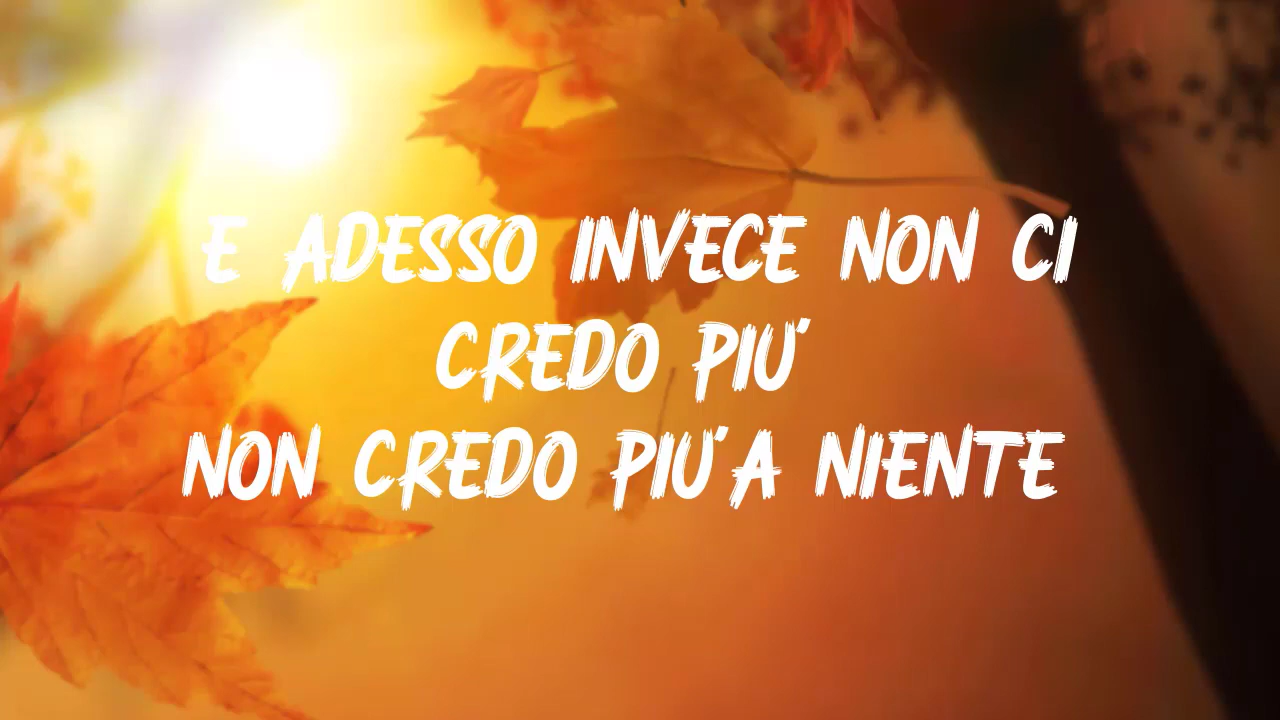 E ADESSO INVECE NON CI
CREDO PIU'
NON CREDO PIU'A NIENTE